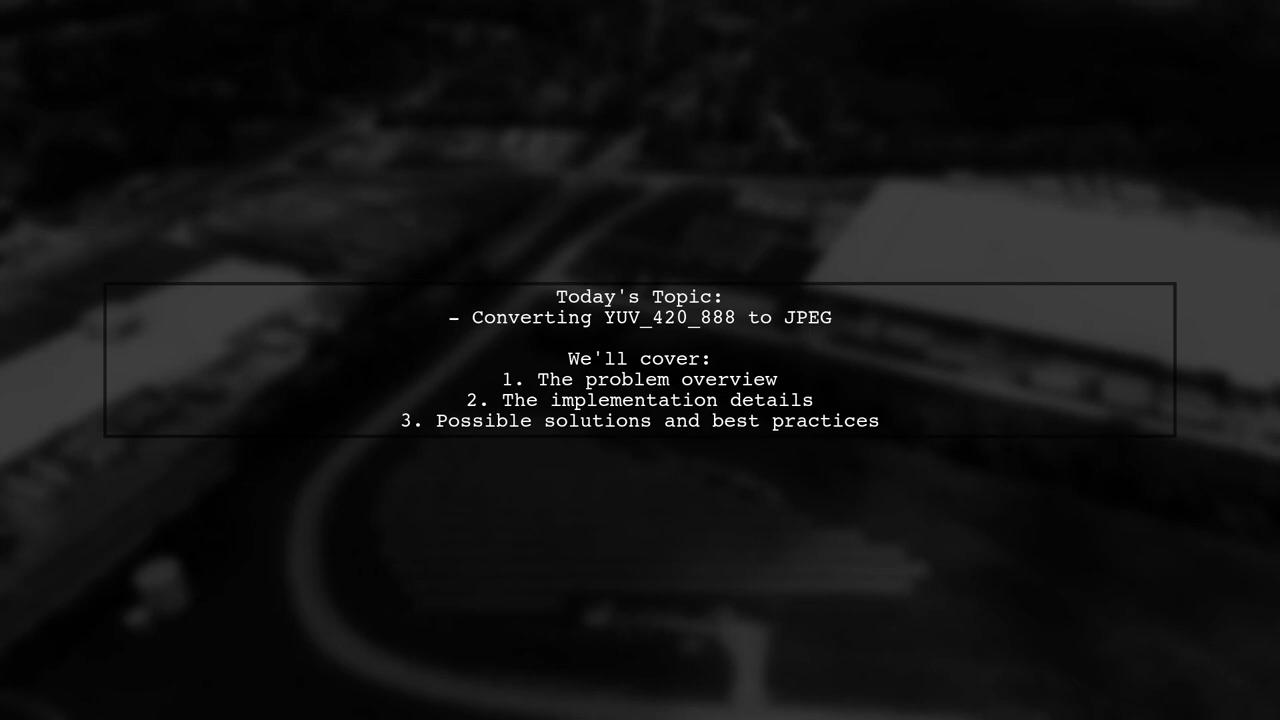 Today's Topic:
- Converting YUV_420_888 to JPEG
We'll cover:
1. The problem overview
2. The implementation details
3. Possible solutions and best practices